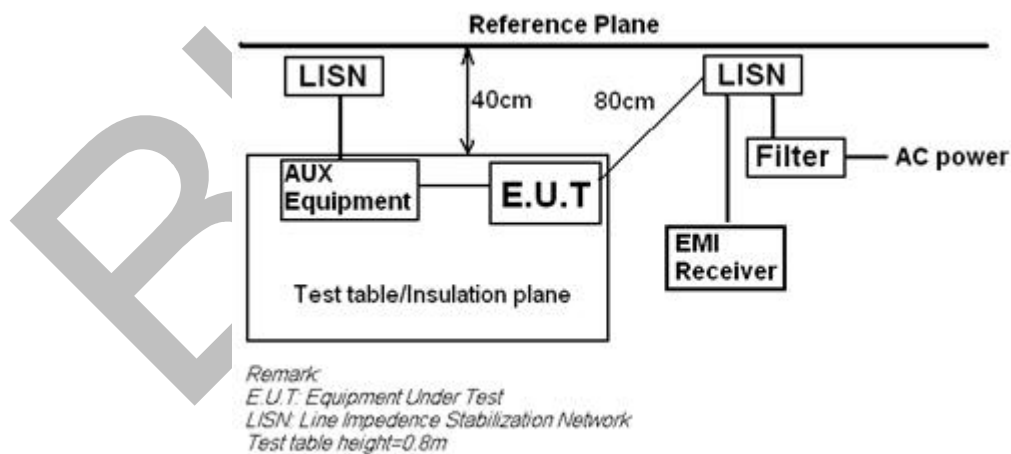 Reference Plane
LISN
LISN
40cm
80cm
Filter
AC power
AUX
Equipment
E.U.T
EMI
Receiver
Test table/Insulation plane
Remark
E.U.T: Equipment Under Test
LISN: Line Impedence Stabilization Network
Test table height=0.8m